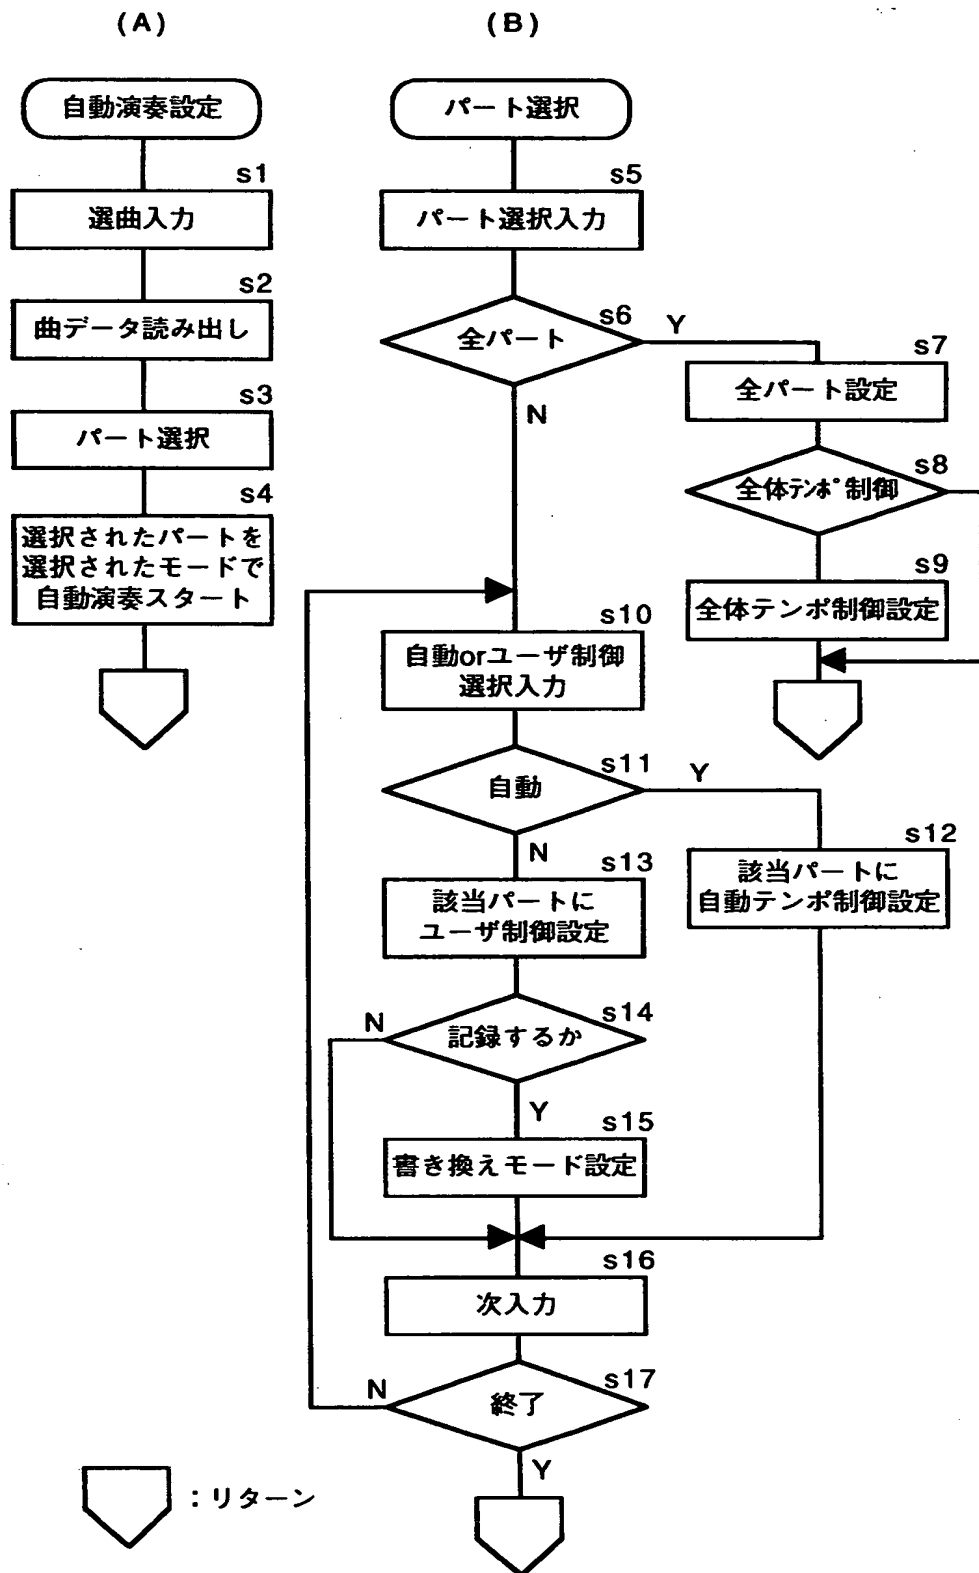 (A)
自動演奏設定
s1
選曲入力
s2
曲データ読み出し
s3
パート選択
s4
選択されたパートを
選択されたモードで
自動演奏スタート
(B)
パート選択
s5
パート選択入力
s6
全パート
Y
N
s7
全パート設定
s8
全体ﾃﾝﾎﾟ制御
s9
全体テンポ制御設定
s10
自動orユーザ制御
選択入力
s11
自動
Y
N
s12
該当パートに
自動テンポ制御設定
s13
該当パートに
ユーザ制御設定
s14
記録するか
N
Y
s15
書き換えモード設定
s16
次入力
s17
終了
N
Y
:リターン